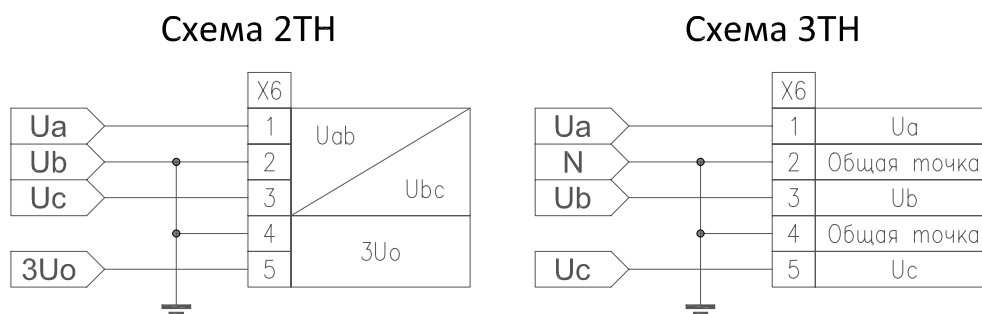 Схема 2ТН
X6
Ua 1 Uab
Ub 2
Uc 3 Ubc
4
3Uo 5 3Uo
Схема 3ТН
X6
Ua 1 Ua
N 2 Общая точка
Ub 3 Ub
4 Общая точка
Uc 5 Uc